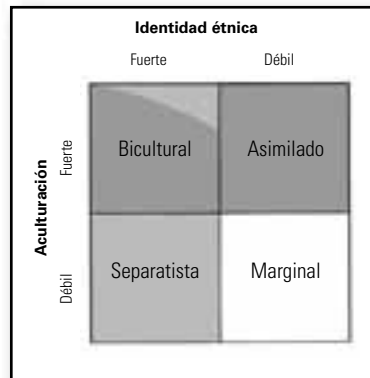 Identidad étnica
Fuerte Débil
Aculturación
Fuerte
Bicultural Asimilado
Débil
Separatista Marginal